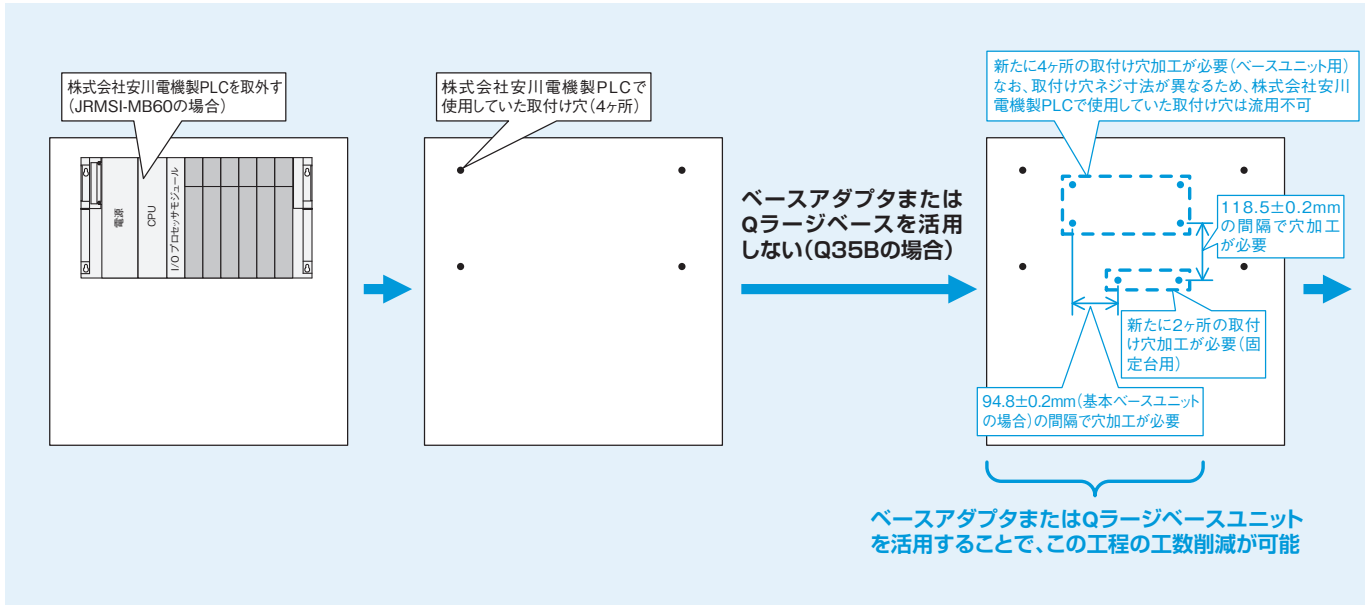 株式会社安川電機製PLCを取外す
（JRMSI-MB60の場合）
電源
CPU
I/Oプロセッサモジュール
株式会社安川電機製PLCで
使用していた取付け穴（4ヶ所）
ベースアダプタまたは
Qラージベースを活用
しない（Q35Bの場合）
新たに4ヶ所の取付け穴加工が必要（ベースユニット用）
なお、取付け穴ネジ寸法が異なるため、株式会社安川
電機製PLCで使用していた取付け穴は流用不可
118.5±0.2mm
の間隔で穴加工
が必要
新たに2ヶ所の取付
け穴加工が必要（固
定台用）
94.8±0.2mm（基本ベースユニット
の場合）の間隔で穴加工が必要
ベースアダプタまたはQラージベースユニット
を活用することで、この工程の工数削減が可能